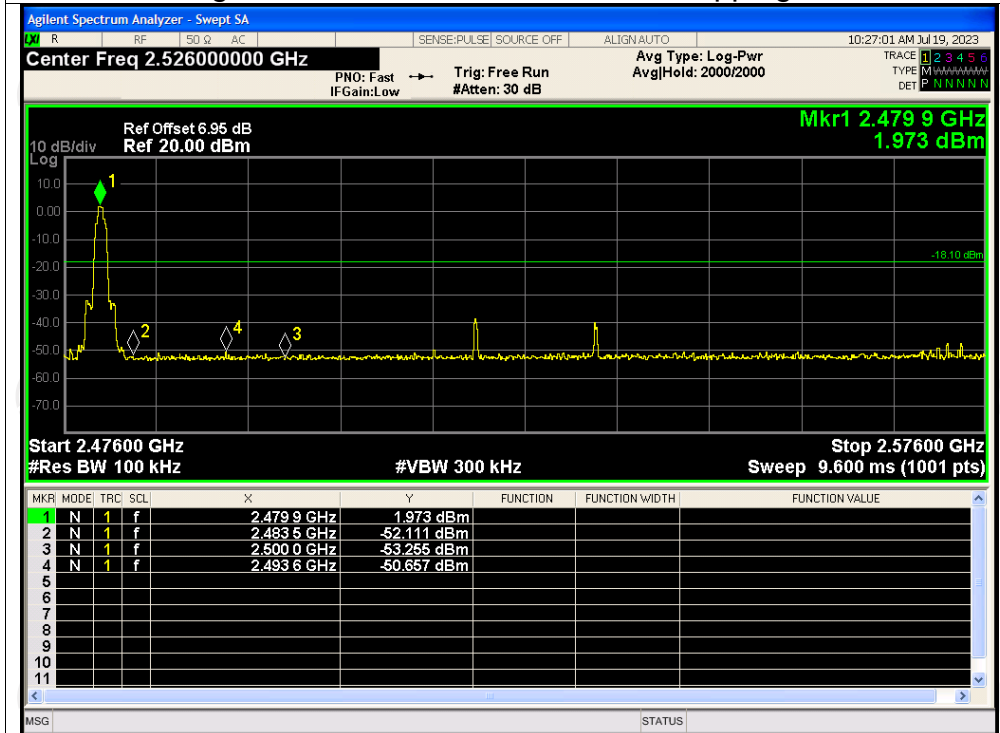 Agilent Spectrum Analyzer - Swept SA
LXI R RF 50 Ω AC SENSE:PULSE SOURCE OFF ALIGN AUTO 10:27:01 AM Jul 19, 2023
Center Freq 2.526000000 GHz
PNO: Fast Trig: Free Run Avg Type: Log-Pwr TRACE 1 2 3 4 5 6
IFGain:Low #Atten: 30 dB Avg|Hold: 2000/2000 TYPE M
DET P N N N N N
Ref Offset 6.95 dB Mkr1 2.479 9 GHz
10 dB/div Ref 20.00 dBm 1.973 dBm
Log
10.0
1
0.00
-10.0
-18.10 dBm
-20.0
-30.0
-40.0
2 4 3
-50.0
-60.0
-70.0
Start 2.47600 GHz Stop 2.57600 GHz
#Res BW 100 kHz #VBW 300 kHz Sweep 9.600 ms (1001 pts)
MKR MODE TRC SCL X Y FUNCTION FUNCTION WIDTH FUNCTION VALUE
1 N 1 f 2.479 9 GHz 1.973 dBm
2 N 1 f 2.483 5 GHz -52.111 dBm
3 N 1 f 2.500 0 GHz -53.255 dBm
4 N 1 f 2.493 6 GHz -50.657 dBm
5
6
7
8
9
10
11
MSG STATUS